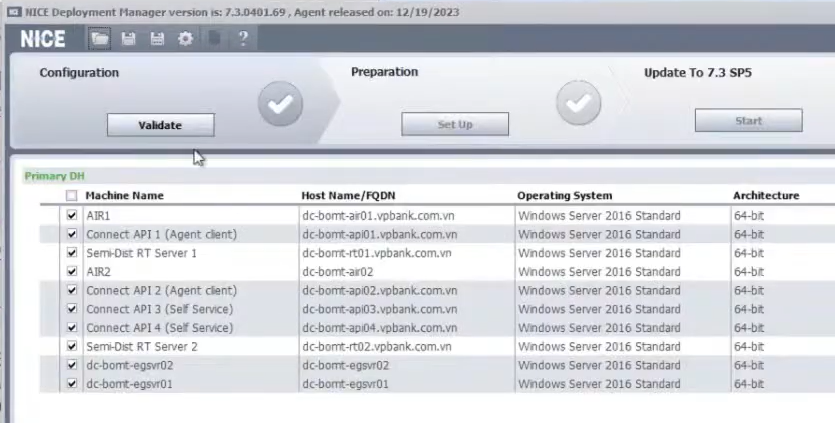 NICE Deployment Manager version is: 7.3.0401.69 , Agent released on: 12/19/2023
NICE
?
Configuration Preparation Update To 7.3 SP5
Validate Set Up Start
Primary DH
Machine Name Host Name/FQDN Operating System Architecture
AIR1 dc-bomt-air01.vpbank.com.vn Windows Server 2016 Standard 64-bit
Connect API 1 (Agent client) dc-bomt-api01.vpbank.com.vn Windows Server 2016 Standard 64-bit
Semi-Dist RT Server 1 dc-bomt-rt01.vpbank.com.vn Windows Server 2016 Standard 64-bit
AIR2 dc-bomt-air02 Windows Server 2016 Standard 64-bit
Connect API 2 (Agent client) dc-bomt-api02.vpbank.com.vn Windows Server 2016 Standard 64-bit
Connect API 3 (Self Service) dc-bomt-api03.vpbank.com.vn Windows Server 2016 Standard 64-bit
Connect API 4 (Self Service) dc-bomt-api04.vpbank.com.vn Windows Server 2016 Standard 64-bit
Semi-Dist RT Server 2 dc-bomt-rt02.vpbank.com.vn Windows Server 2016 Standard 64-bit
dc-bomt-egsvr02 dc-bomt-egsvr02 Windows Server 2016 Standard 64-bit
dc-bomt-egsvr01 dc-bomt-egsvr01 Windows Server 2016 Standard 64-bit